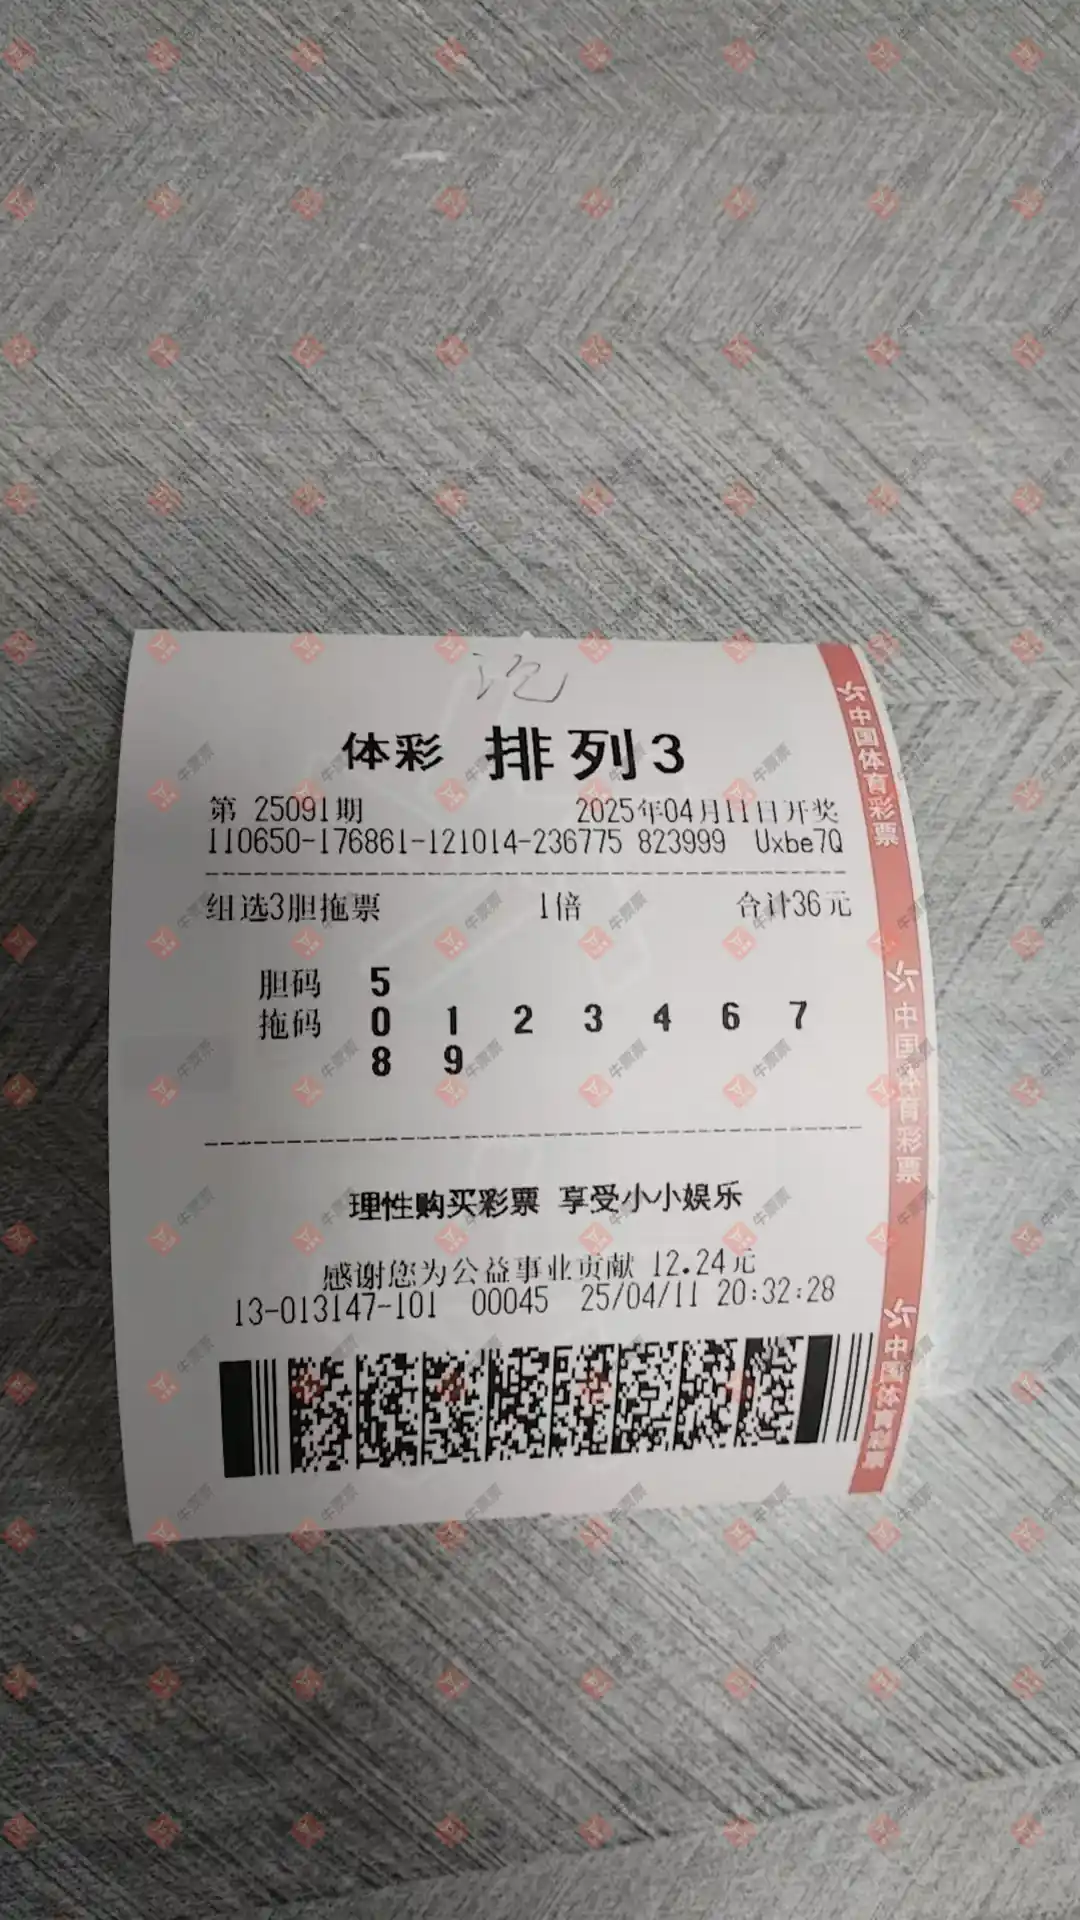 体彩 排列3
第 25091期 2025年04月11日开奖
110650-176861-121014-236775 823999 Uxbe7Q
组选3胆拖票 1倍 合计36元
胆码 5
拖码 0 1 2 3 4 6 7
8 9
理性购买彩票 享受小小娱乐
感谢您为公益事业贡献 12.24元
13-013147-101 00045 25/04/11 20:32:28
中国体育彩票
中国体育彩票
中国体育彩票
牛票票